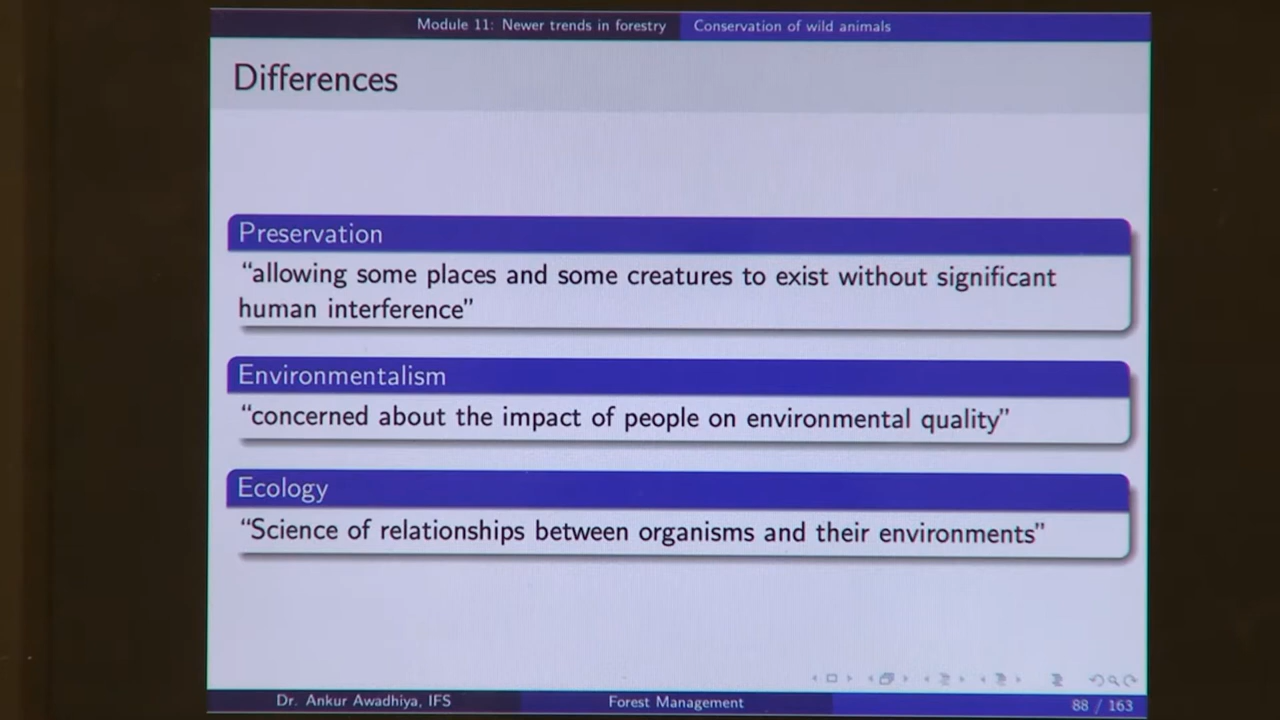 Module 11: Newer trends in forestry Conservation of wild animals
Differences
Preservation
“allowing some places and some creatures to exist without significant
human interference”
Environmentalism
“concerned about the impact of people on environmental quality”
Ecology
“Science of relationships between organisms and their environments”
Dr. Ankur Awadhiya, IFS Forest Management 88 / 163